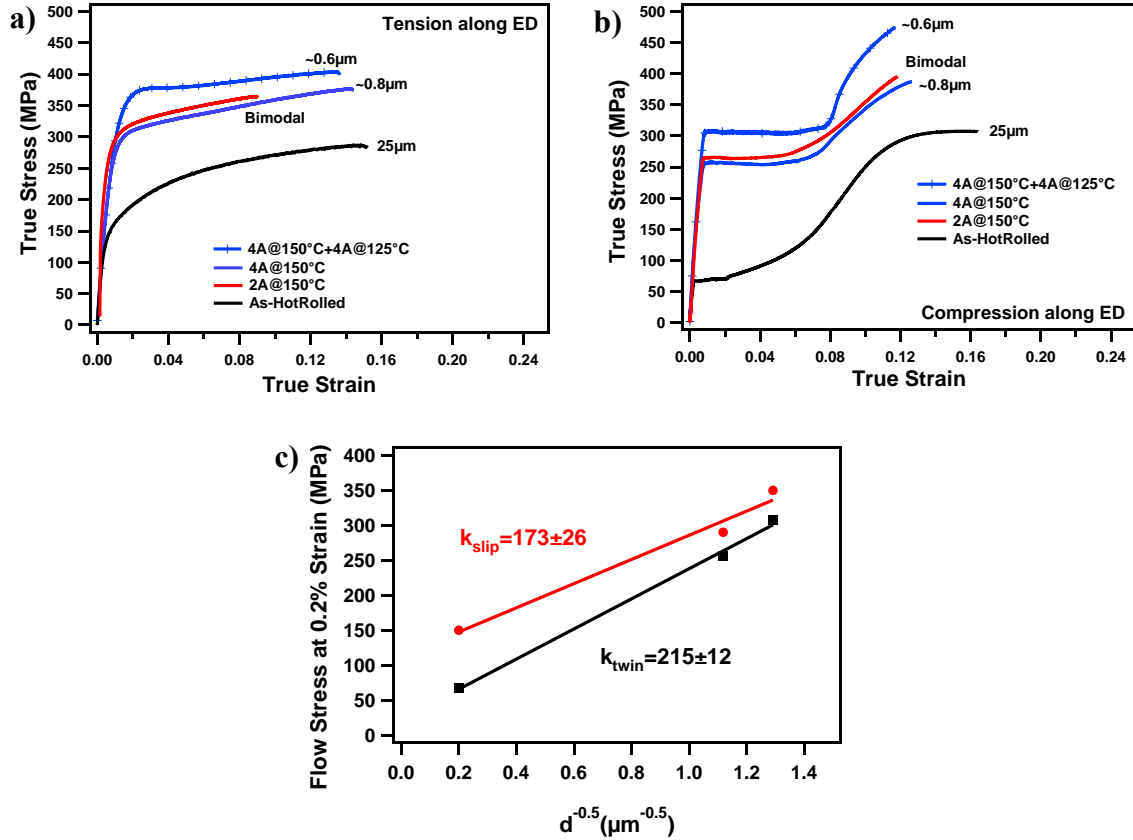 a)
Tension along ED
True Stress (MPa)
500
450
400
350
300
250
200
150
100
50
0
~0.6µm
~0.8µm
Bimodal
25µm
4A@150°C+4A@125°C
4A@150°C
2A@150°C
As-HotRolled
0.00
0.04
0.08
0.12
0.16
0.20
0.24
True Strain
b)
True Stress (MPa)
500
450
400
350
300
250
200
150
100
50
0
~0.6µm
Bimodal
~0.8µm
25µm
4A@150°C+4A@125°C
4A@150°C
2A@150°C
As-HotRolled
Compression along ED
0.00
0.04
0.08
0.12
0.16
0.20
0.24
True Strain
c)
Flow Stress at 0.2% Strain (MPa)
400
350
300
250
200
150
100
50
0
kslip=173±26
ktwin=215±12
0.0
0.2
0.4
0.6
0.8
1.0
1.2
1.4
d-0.5(µm-0.5)